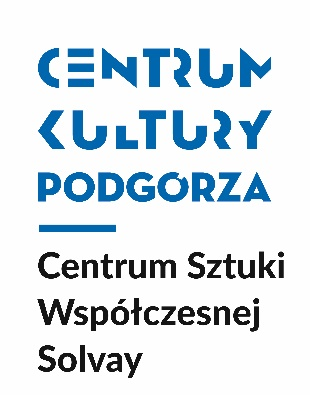 CENTRUM
KULTURY
PODGÓRZA
Centrum Sztuki
Współczesnej
Solvay